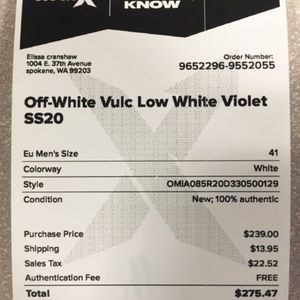 KNOW
Elissa cranshaw
1004 E. 37th Avenue
spokane, WA 99203
Order Number:
9652296-9552055
Off-White Vulc Low White Violet
SS20
Eu Men's Size 41
Colorway White
Style OMIA085R20D330500129
Condition New; 100% authentic
Purchase Price $239.00
Shipping $13.95
Sales Tax $22.52
Authentication Fee FREE
Total $275.47